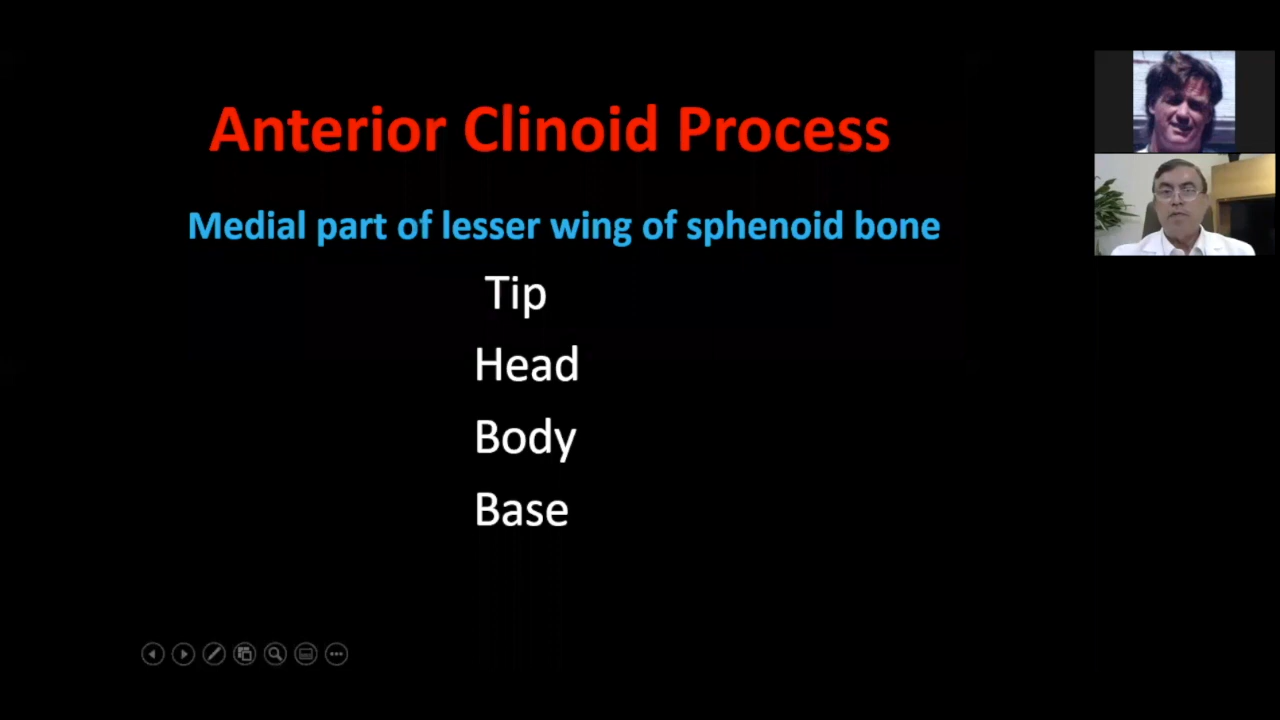 Anterior Clinoid Process
Medial part of lesser wing of sphenoid bone
Tip
Head
Body
Base